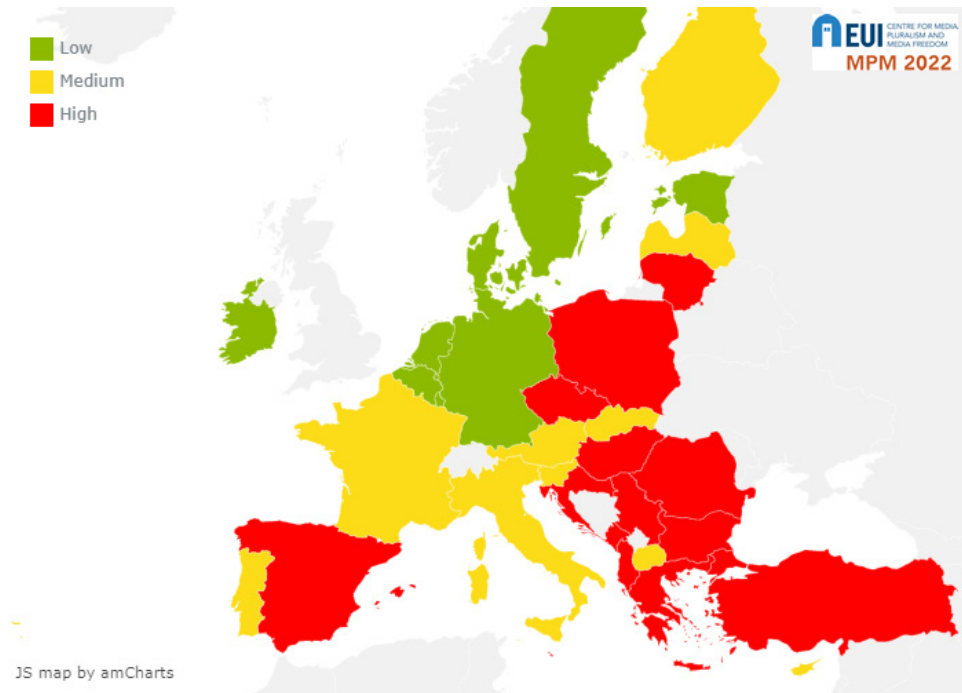 Low
Medium
High
EUI
CENTRE FOR MEDIA
PLURALISM AND
MEDIA FREEDOM
MPM 2022
JS map by amCharts